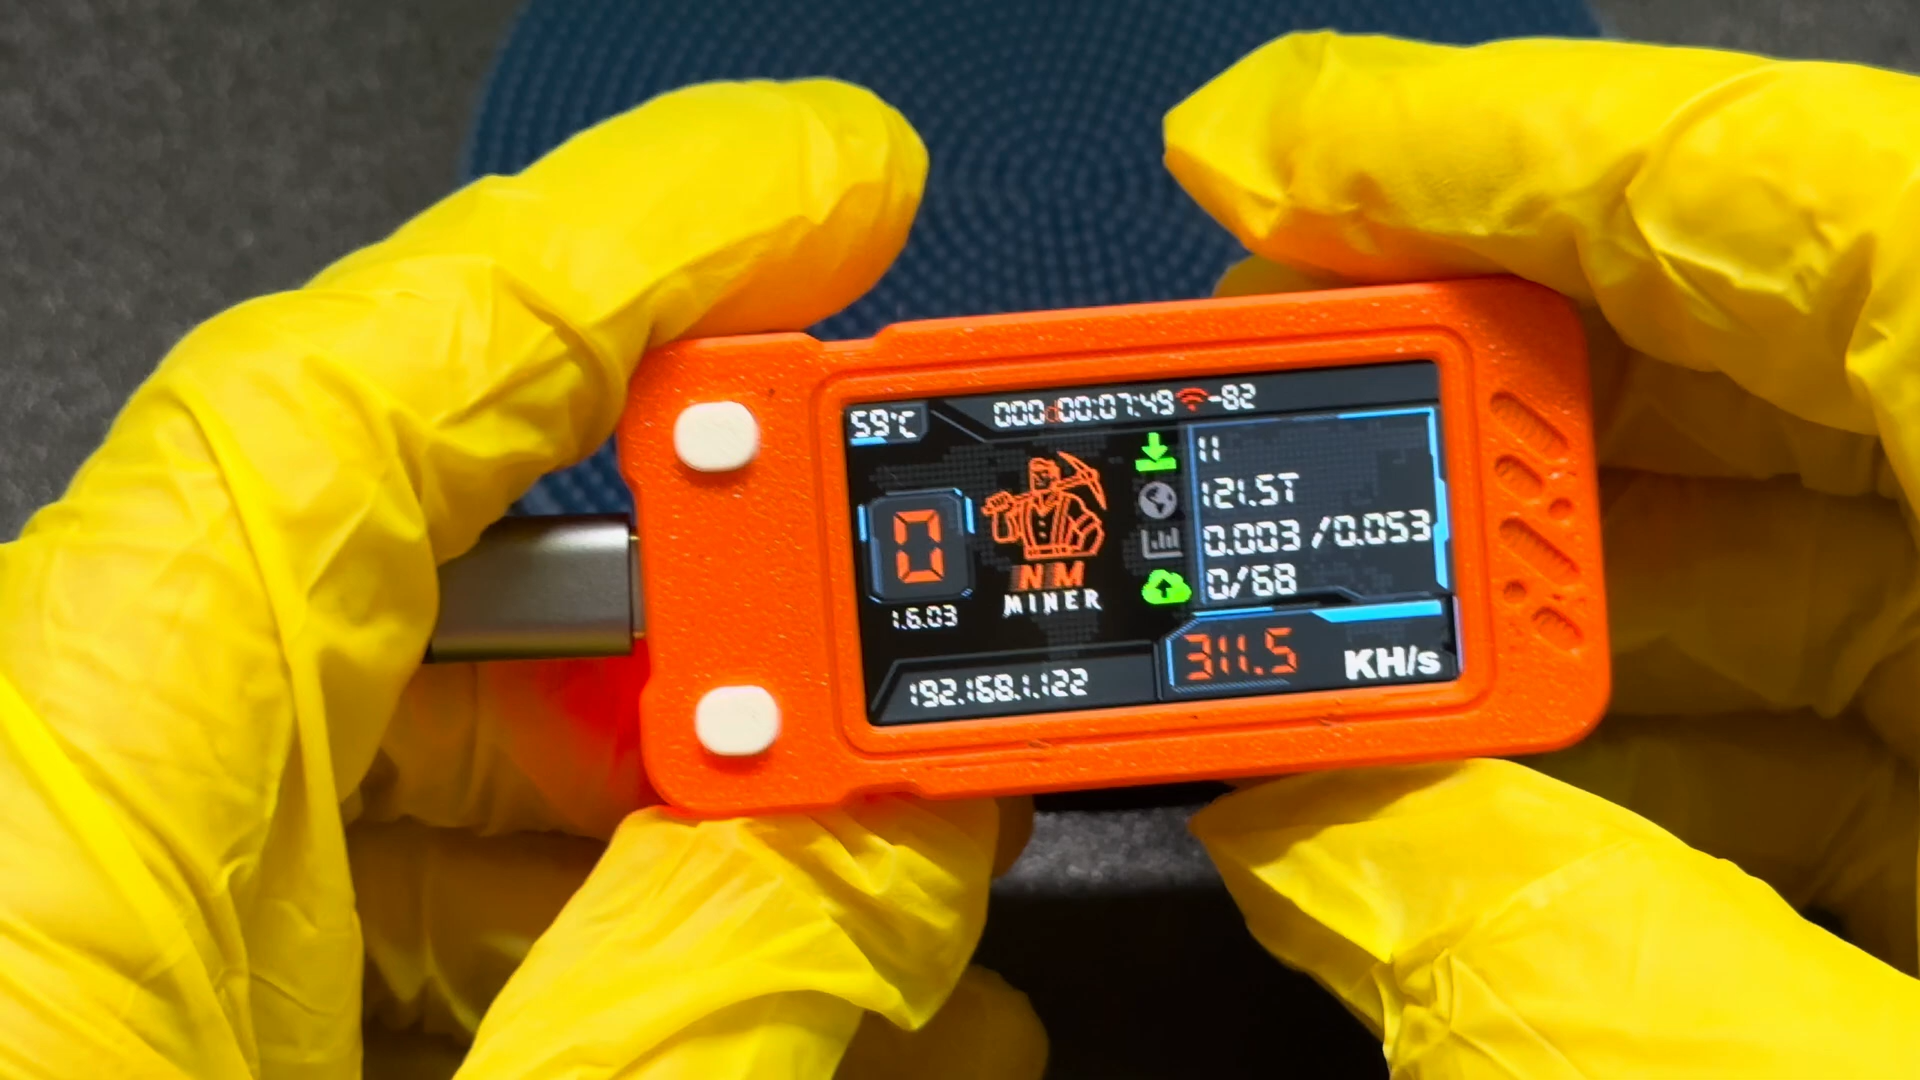 59°C
000d00:07:49 -82
11
121.5T
0
0.003 /0.053
NM
MINER
0/68
1.6.03
311.5 KH/s
192.168.1.122